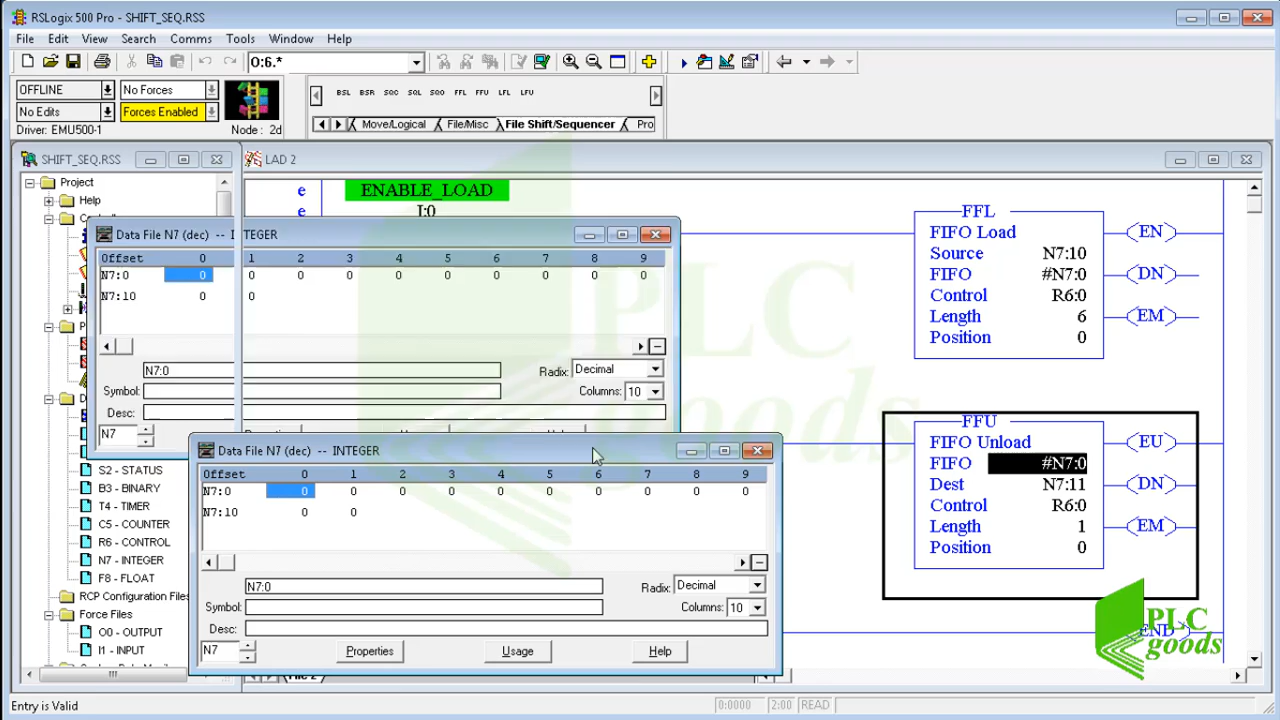 RSLogix 500 Pro - SHIFT_SEQ.RSS
File Edit View Search Comms Tools Window Help
O:6.*
OFFLINE No Forces
No Edits Forces Enabled
Driver: EMU500-1 Node : 2d
BSL BSR SQC SQL SQO FFL FFU LFL LFU
Move/Logical File/Misc File Shift/Sequencer Pro
SHIFT_SEQ.RSS
Project
Help
S2 - STATUS
B3 - BINARY
T4 - TIMER
C5 - COUNTER
R6 - CONTROL
N7 - INTEGER
F8 - FLOAT
RCP Configuration Files
Force Files
O0 - OUTPUT
I1 - INPUT
LAD 2
e ENABLE_LOAD
e I:0
FFL
FIFO Load EN
Source N7:10
FIFO #N7:0 DN
Control R6:0
Length 6 EM
Position 0
FFU
FIFO Unload EU
FIFO #N7:0
Dest N7:11 DN
Control R6:0
Length 1 EM
Position 0
END
File 2
Data File N7 (dec) -- INTEGER
Offset 0 1 2 3 4 5 6 7 8 9
N7:0 0 0 0 0 0 0 0 0 0 0
N7:10 0 0
N7:0 Radix: Decimal
Symbol: Columns: 10
Desc:
N7
Data File N7 (dec) -- INTEGER
Offset 0 1 2 3 4 5 6 7 8 9
N7:0 0 0 0 0 0 0 0 0 0 0
N7:10 0 0
N7:0 Radix: Decimal
Symbol: Columns: 10
Desc:
N7 Properties Usage Help
PLC
goods
PLC
goods
Entry is Valid 0:0000 2:00 READ